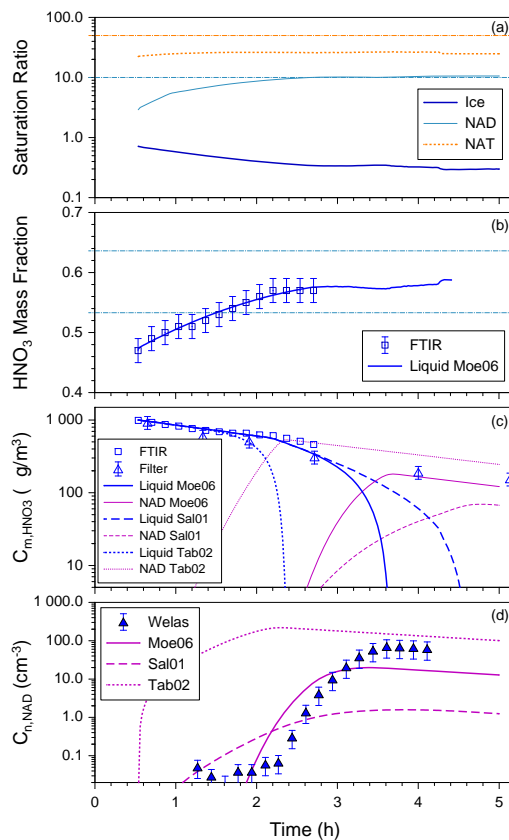 (a)
Saturation Ratio
100.0
10.0
1.0
0.1
Ice
NAD
NAT
(b)
HNO3 Mass Fraction
0.7
0.6
0.5
0.4
FTIR
Liquid Moe06
(c)
Cm,HNO3 ( g/m3)
1 000
100
10
FTIR
Filter
Liquid Moe06
NAD Moe06
Liquid Sal01
NAD Sal01
Liquid Tab02
NAD Tab02
(d)
Cn,NAD (cm-3)
1 000.0
100.0
10.0
1.0
0.1
Welas
Moe06
Sal01
Tab02
0 1 2 3 4 5
Time (h)